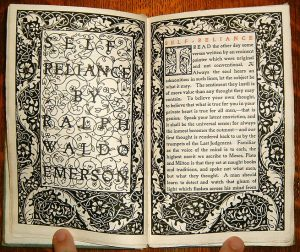 SELF
RELIANCE
BY
RALPH
WALDO
EMERSON
SELF-RELIANCE
I READ the other day some
verses written by an eminent
painter which were original
and not conventional.
Always the soul hears an
admonition in such lines, let the subject be
what it may. The sentiment they instil is
of more value than any thought they may
contain. To believe your own thought,
to believe that what is true for you in your
private heart is true for all men,—that is
genius. Speak your latent conviction, and
it shall be the universal sense; for always
the inmost becomes the outmost—and our
first thought is rendered back to us by the
trumpets of the Last Judgment. Familiar
as the voice of the mind is to each, the
highest merit we ascribe to Moses, Plato
and Milton is that they set at naught books
and traditions, and spoke not what men
but what they thought. A man should
learn to detect and watch that gleam of
light which flashes across his mind from